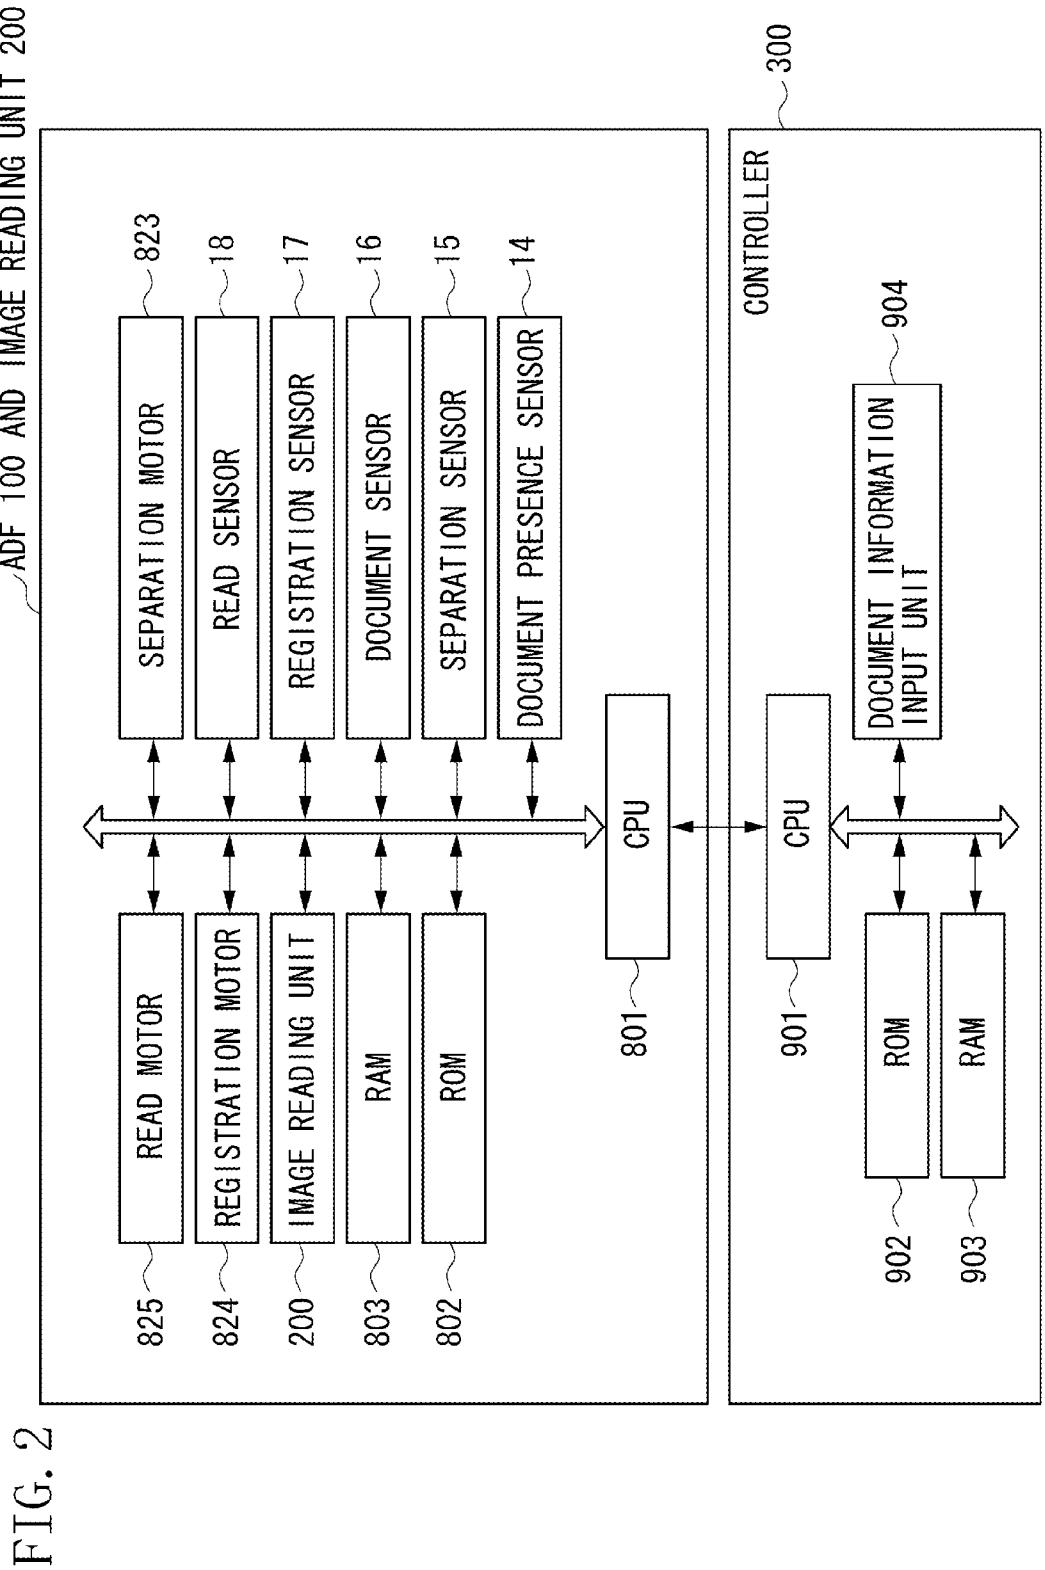 FIG. 2
ADF 100 AND IMAGE READING UNIT 200
825
READ MOTOR
SEPARATION MOTOR
823
824
REGISTRATION MOTOR
READ SENSOR
18
200
IMAGE READING UNIT
REGISTRATION SENSOR
17
803
RAM
DOCUMENT SENSOR
16
802
ROM
SEPARATION SENSOR
15
DOCUMENT PRESENCE SENSOR
14
801
CPU
CONTROLLER
300
901
CPU
902
ROM
DOCUMENT INFORMATION
INPUT UNIT
904
903
RAM